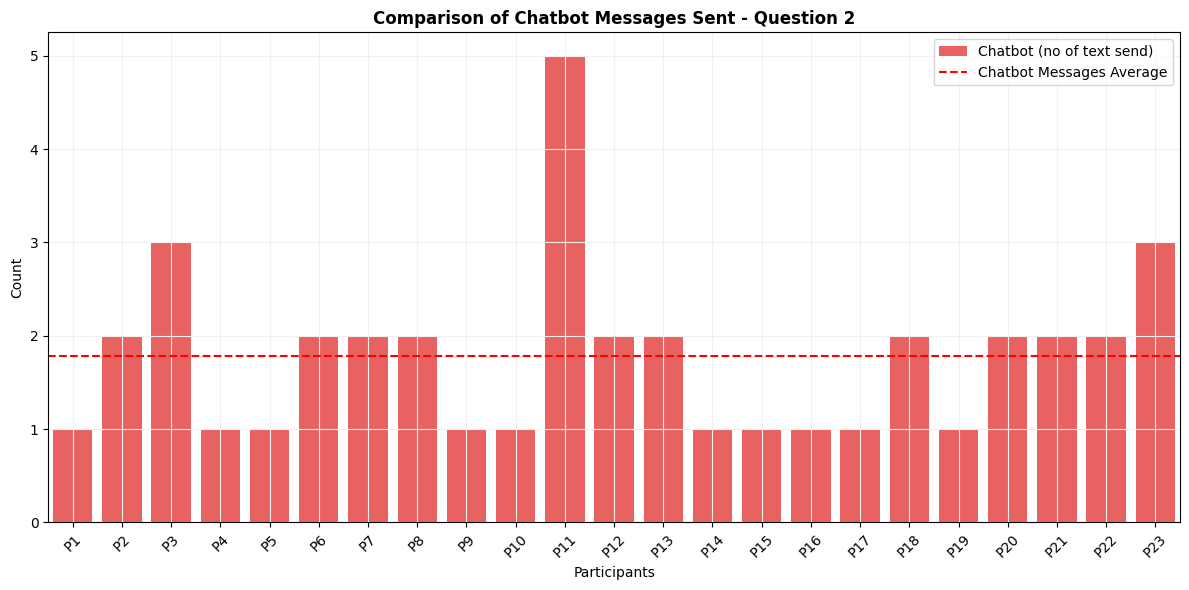 Comparison of Chatbot Messages Sent - Question 2
Chatbot (no of text send)
Chatbot Messages Average
Count
5
4
3
2
1
0
P1 P2 P3 P4 P5 P6 P7 P8 P9 P10 P11 P12 P13 P14 P15 P16 P17 P18 P19 P20 P21 P22 P23
Participants